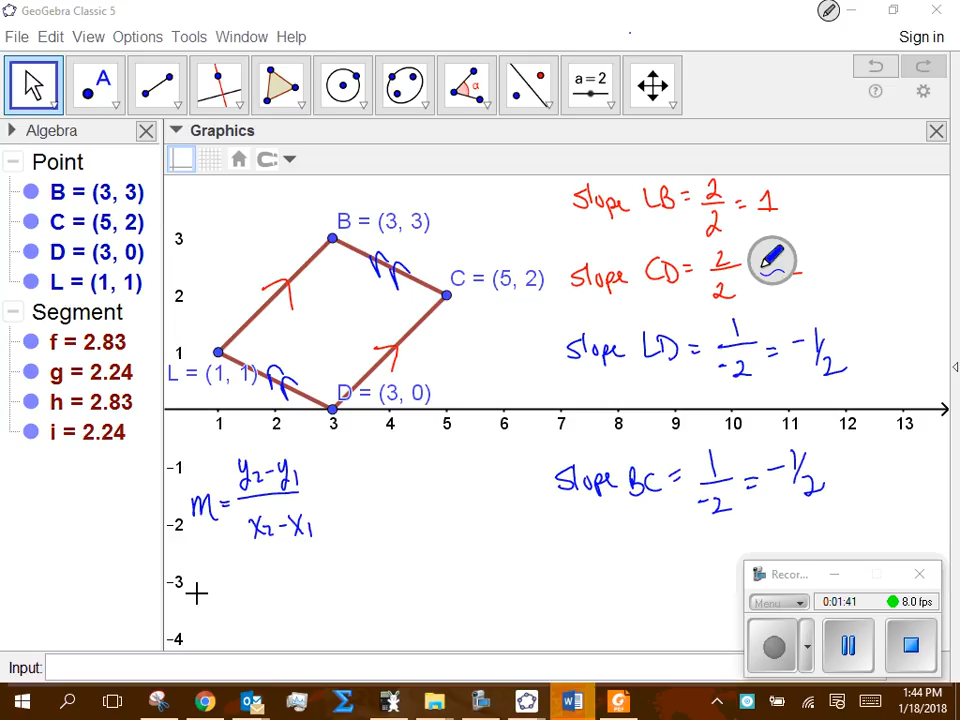 GeoGebra Classic 5
File Edit View Options Tools Window Help
Sign in
A
α
a = 2
Algebra
Graphics
Point
B = (3, 3)
C = (5, 2)
D = (3, 0)
L = (1, 1)
Segment
f = 2.83
g = 2.24
h = 2.83
i = 2.24
B = (3, 3)
C = (5, 2)
L = (1, 1)
D = (3, 0)
3
2
1
1 2 3 4 5 6 7 8 9 10 11 12 13
-1
-2
-3
-4
slope LB = 2/2 = 1
slope CD = 2/2
slope LD = 1/-2 = -1/2
slope BC = 1/-2 = -1/2
m = y2-y1/x2-x1
Recor...
Menu
0:01:41
8.0 fps
Input:
1:44 PM
1/18/2018